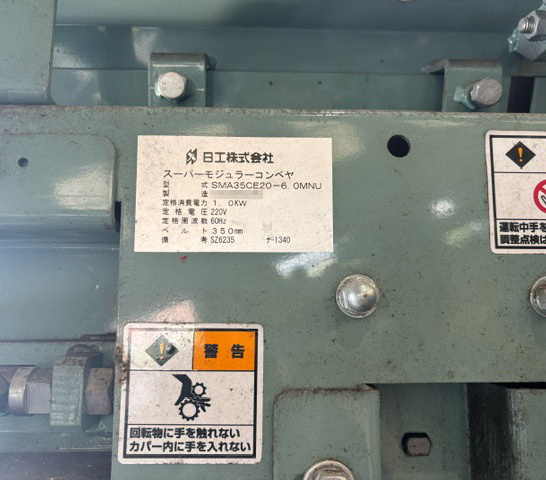 日工株式会社
スーパーモジュラーコンベヤ
型 式 SMA35CE20-6.0MNU
製 造
定格消費電力 1.0KW
定格電圧 220V
定格周波数 60Hz
ベルト 350mm
備 考 SZ6235 ナ-1340
警告
回転物に手を触れない
カバー内に手を入れない
運転中手を
調整点検は